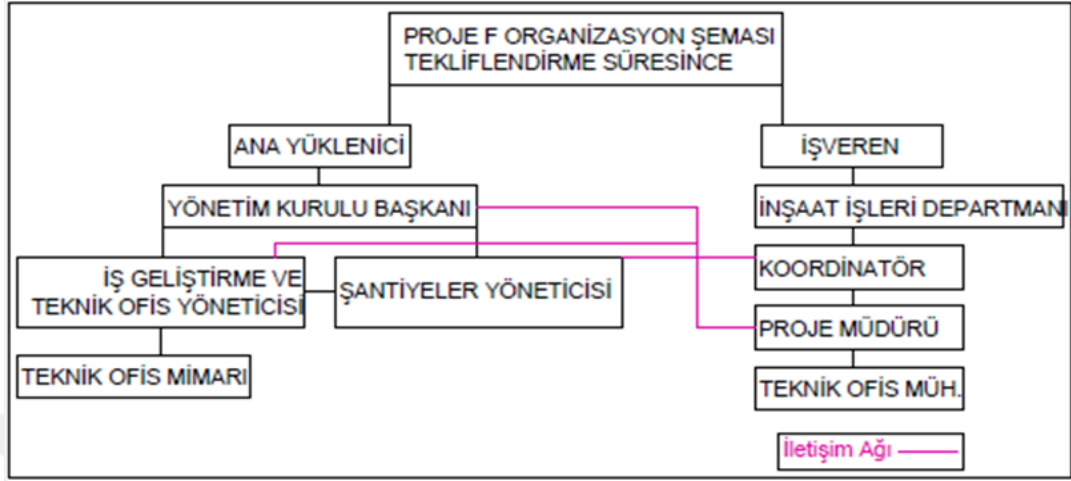 PROJE F ORGANİZASYON ŞEMASI
TEKLİFLENDİRME SÜRESİNCE
ANA YÜKLENİCİ
İŞVEREN
YÖNETİM KURULU BAŞKANI
İNŞAAT İŞLERİ DEPARTMANI
İŞ GELİŞTİRME VE
TEKNİK OFİS YÖNETİCİSİ
ŞANTİYELER YÖNETİCİSİ
KOORDİNATÖR
PROJE MÜDÜRÜ
TEKNİK OFİS MİMARI
TEKNİK OFİS MÜH.
İletişim Ağı